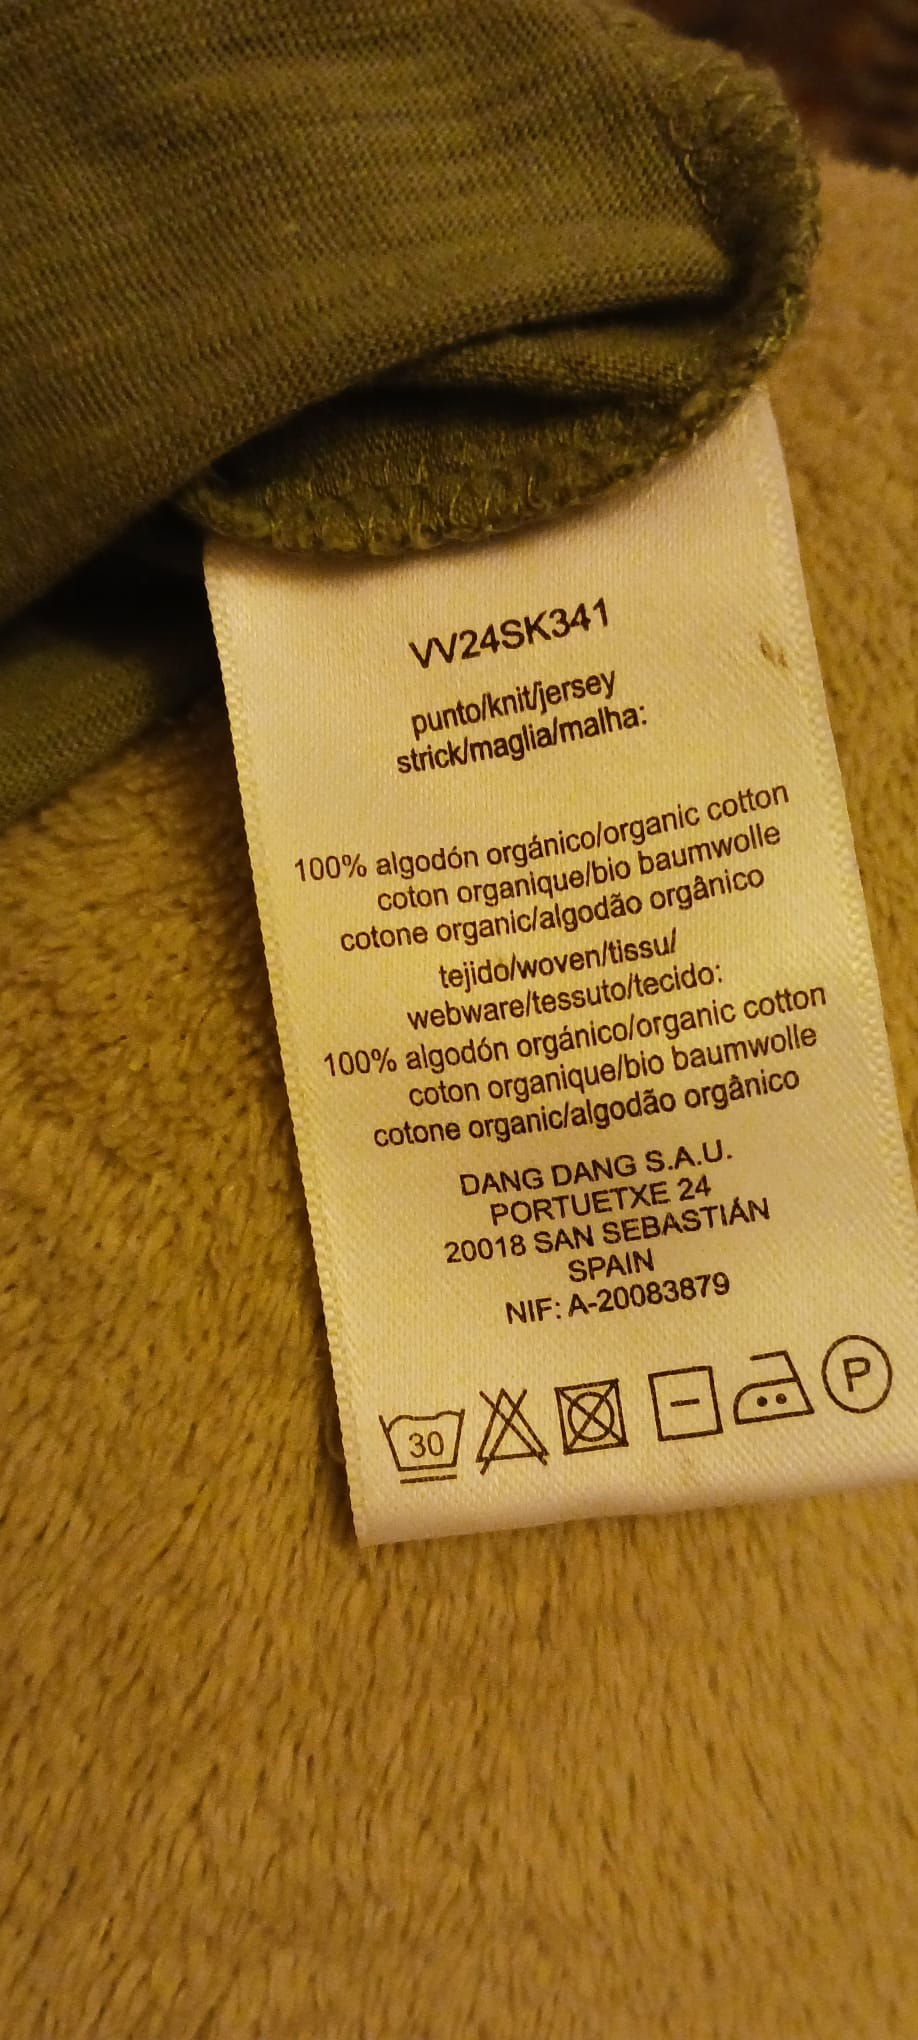 VV24SK341
punto/knit/jersey
strick/maglia/malha:
100% algodón orgánico/organic cotton
coton organique/bio baumwolle
cotone organic/algodão orgânico
tejido/woven/tissu/
webware/tessuto/tecido:
100% algodón orgánico/organic cotton
coton organique/bio baumwolle
cotone organic/algodão orgânico
DANG DANG S.A.U.
PORTUETXE 24
20018 SAN SEBASTIÁN
SPAIN
NIF: A-20083879
30 P